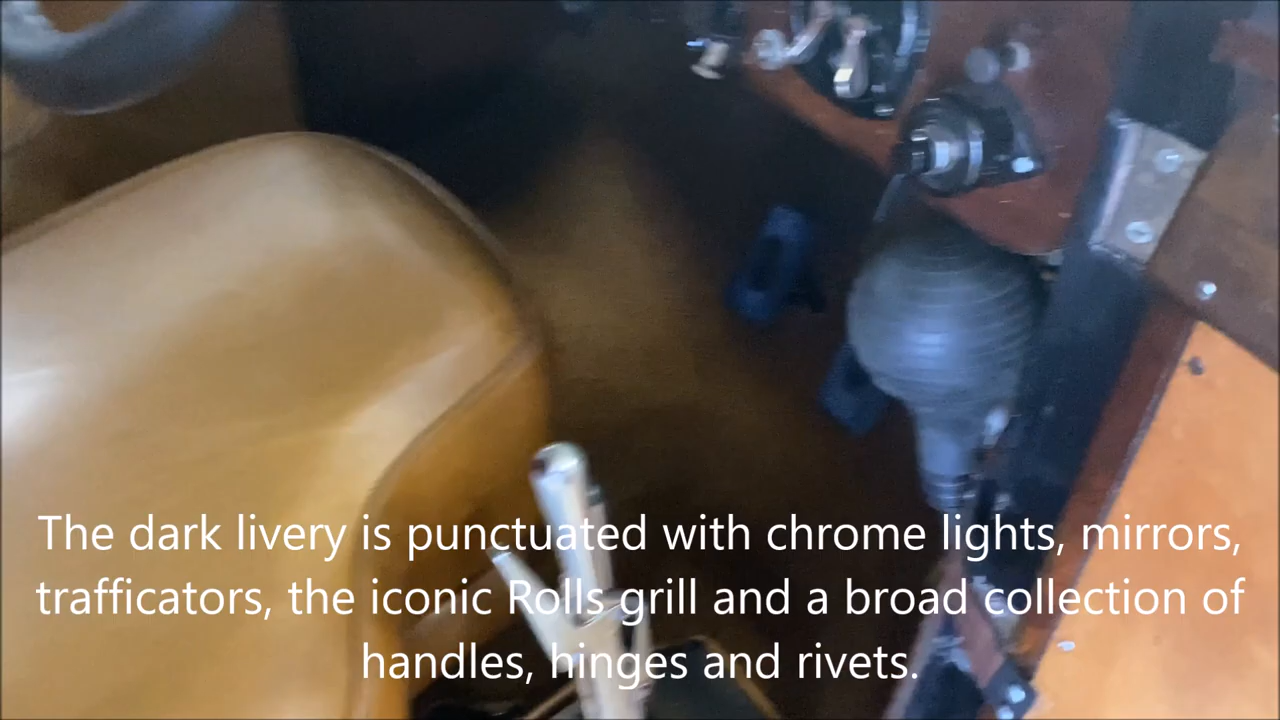 The dark livery is punctuated with chrome lights, mirrors,
trafficators, the iconic Rolls grill and a broad collection of
handles, hinges and rivets.